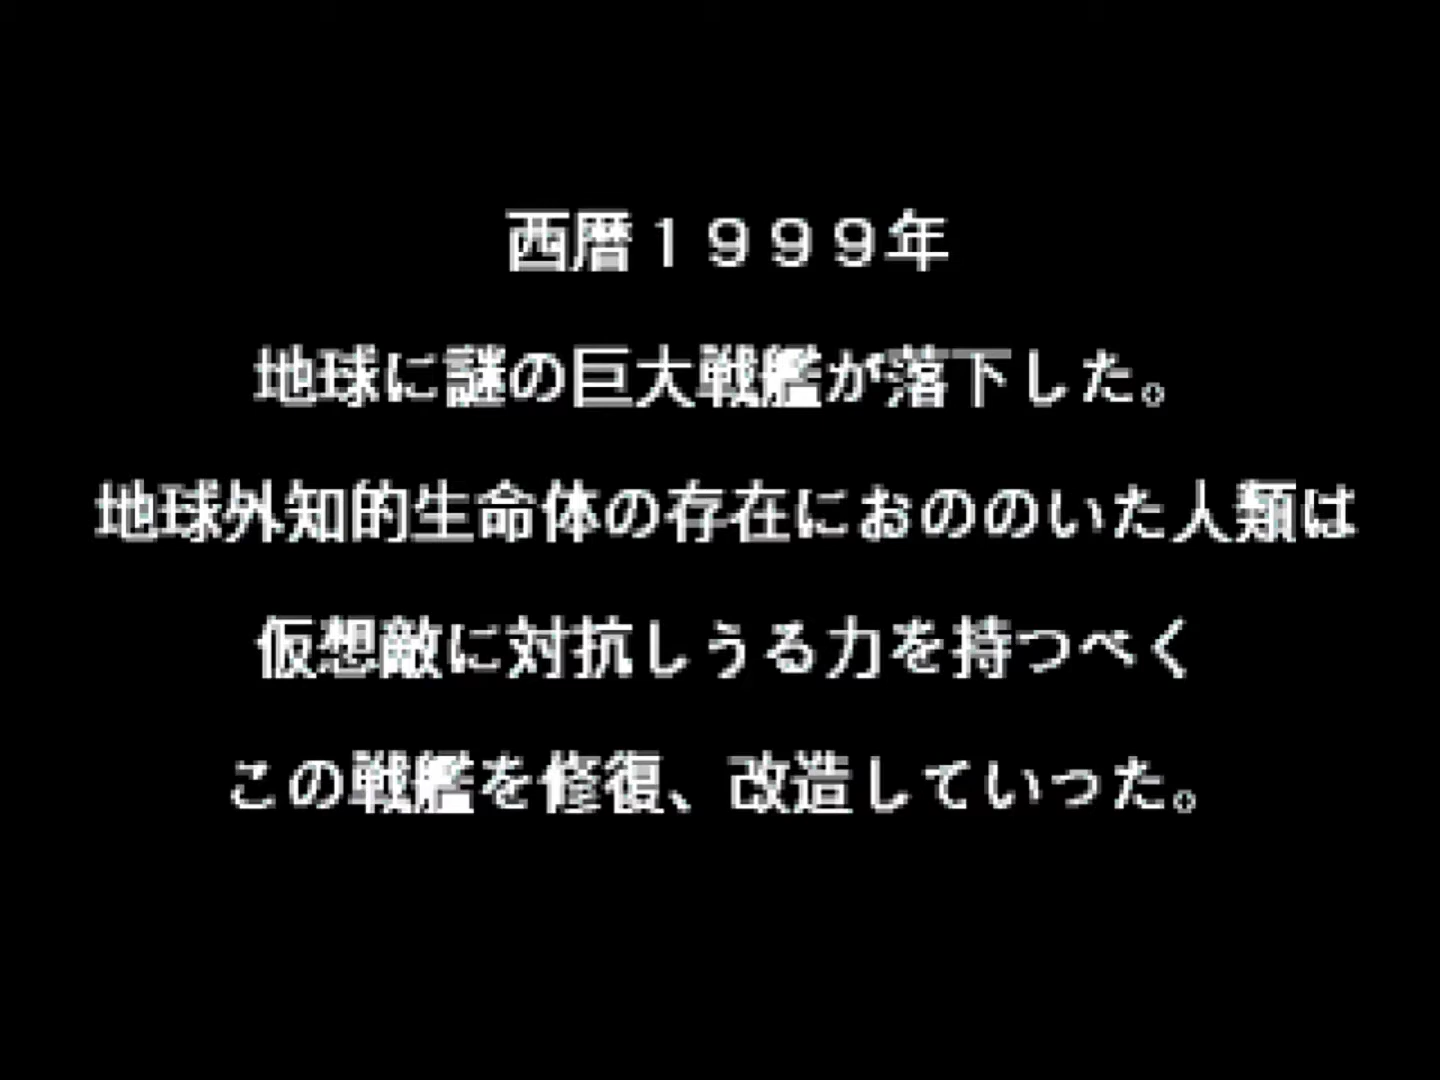 西暦１９９９年
地球に謎の巨大戦艦が落下した。
地球外知的生命体の存在におののいた人類は
仮想敵に対抗しうる力を持つべく
この戦艦を修復、改造していった。